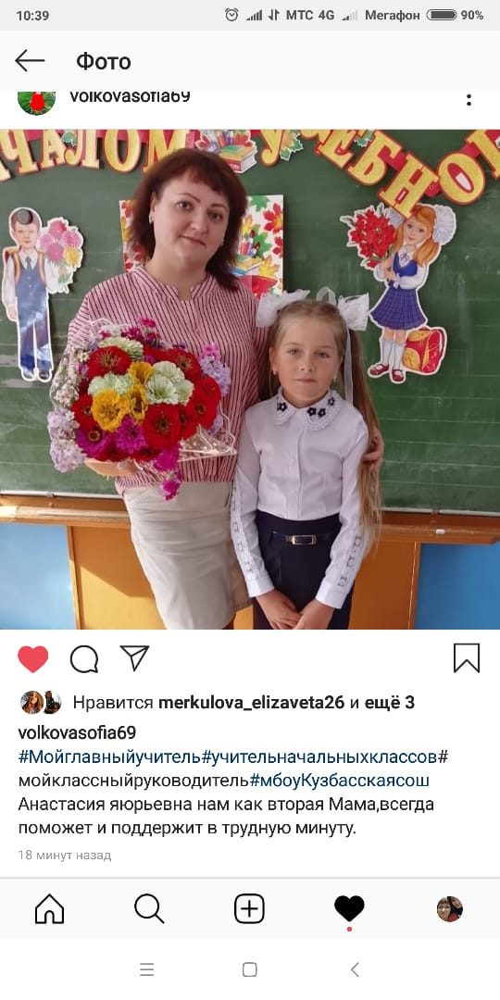 10:39 МТС 4G Мегафон 90%
Фото
volkovasofia69
ЧАЛОМ УЧЕБНОГ
Нравится merkulova_elizaveta26 и ещё 3
volkovasofia69
#Мойглавныйучитель#учительначальныхклассов#
мойклассныйруководитель#мбоуКузбасскаясош
Анастасия яюрьевна нам как вторая Мама,всегда
поможет и поддержит в трудную минуту.
18 минут назад